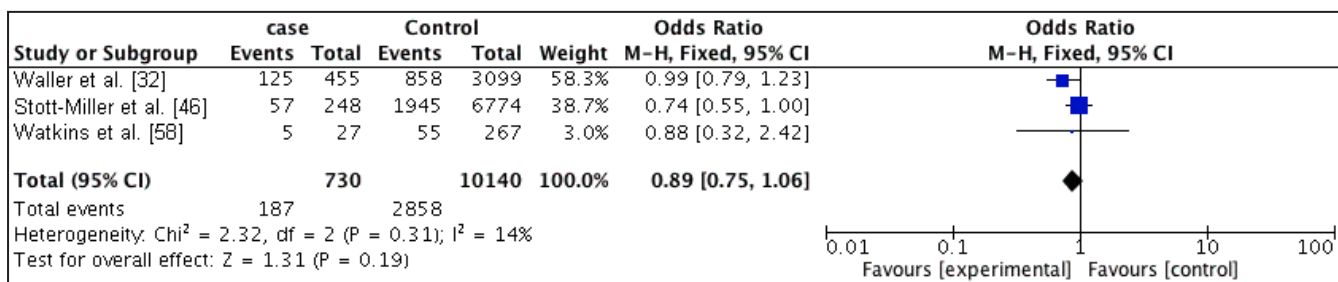 case Control Odds Ratio Odds Ratio
Study or Subgroup Events Total Events Total Weight M-H, Fixed, 95% CI M-H, Fixed, 95% CI
Waller et al. [32] 125 455 858 3099 58.3% 0.99 [0.79, 1.23]
Stott-Miller et al. [46] 57 248 1945 6774 38.7% 0.74 [0.55, 1.00]
Watkins et al. [58] 5 27 55 267 3.0% 0.88 [0.32, 2.42]
Total (95% CI) 730 10140 100.0% 0.89 [0.75, 1.06]
Total events 187 2858
Heterogeneity: Chi² = 2.32, df = 2 (P = 0.31); I² = 14%
Test for overall effect: Z = 1.31 (P = 0.19)
0.01 0.1 1 10 100
Favours [experimental] Favours [control]